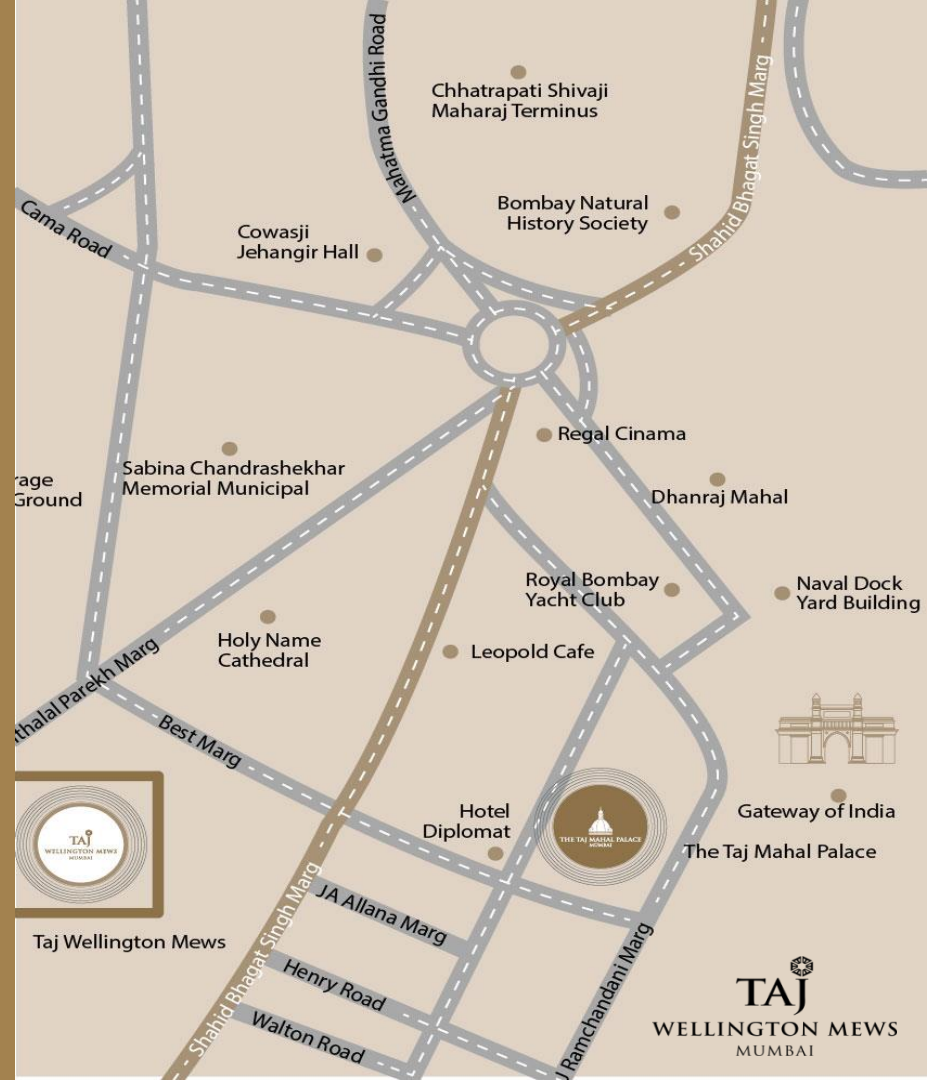 Mahatma Gandhi Road
Chhatrapati Shivaji
Maharaj Terminus
Shahid Bhagat Singh Marg
Bombay Natural
History Society
Cama Road
Cowasji
Jehangir Hall
Regal Cinama
Sabina Chandrashekhar
Memorial Municipal
rage
Ground
Dhanraj Mahal
Royal Bombay
Yacht Club
Naval Dock
Yard Building
Holy Name
Cathedral
Leopold Cafe
ithalal Parekh Marg
Best Marg
Gateway of India
Hotel
Diplomat
THE TAJ MAHAL PALACE
MUMBAI
The Taj Mahal Palace
TAJ
WELLINGTON MEWS
MUMBAI
Taj Wellington Mews
JA Allana Marg
Shahid Bhagat Singh Marg
Henry Road
Walton Road
J Ramchandani Marg
TAJ
WELLINGTON MEWS
MUMBAI